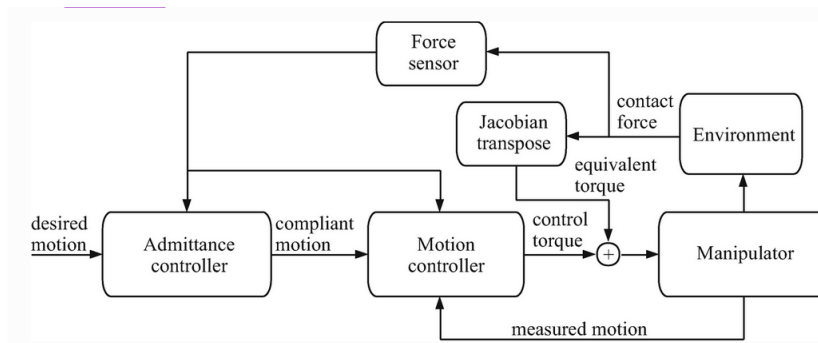 Force
sensor
contact
force
Jacobian
transpose
Environment
equivalent
torque
desired
motion
Admittance
controller
compliant
motion
Motion
controller
control
torque
+
Manipulator
measured motion